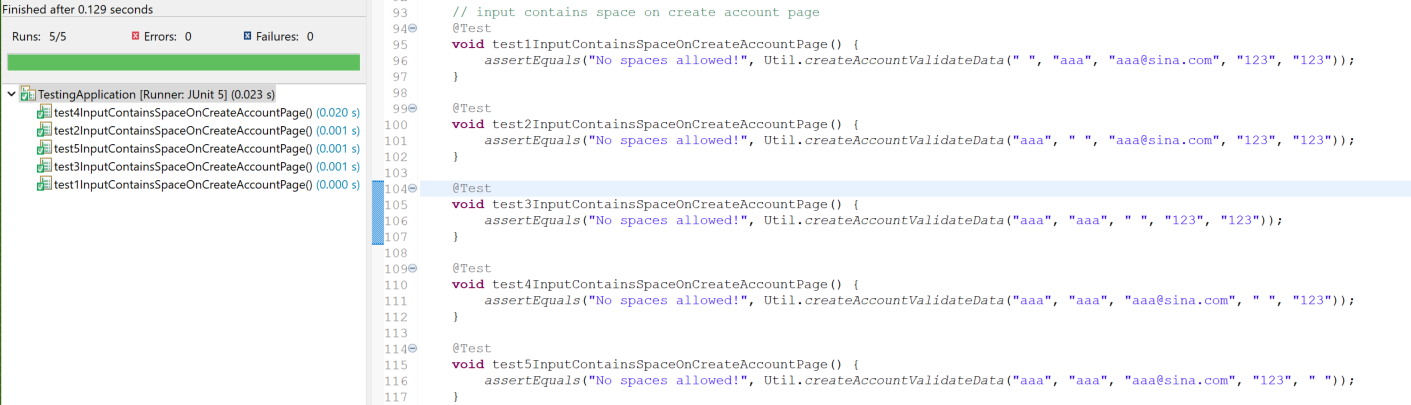 Finished after 0.129 seconds
Runs: 5/5 Errors: 0 Failures: 0
TestingApplication [Runner: JUnit 5] (0.023 s)
test4InputContainsSpaceOnCreateAccountPage() (0.020 s)
test2InputContainsSpaceOnCreateAccountPage() (0.001 s)
test5InputContainsSpaceOnCreateAccountPage() (0.001 s)
test3InputContainsSpaceOnCreateAccountPage() (0.001 s)
test1InputContainsSpaceOnCreateAccountPage() (0.000 s)
93 // input contains space on create account page
94 @Test
95 void test1InputContainsSpaceOnCreateAccountPage() {
96 assertEquals("No spaces allowed!", Util.createAccountValidateData(" ", "aaa", "aaa@sina.com", "123", "123"));
97 }
98
99 @Test
100 void test2InputContainsSpaceOnCreateAccountPage() {
101 assertEquals("No spaces allowed!", Util.createAccountValidateData("aaa", " ", "aaa@sina.com", "123", "123"));
102 }
103
104 @Test
105 void test3InputContainsSpaceOnCreateAccountPage() {
106 assertEquals("No spaces allowed!", Util.createAccountValidateData("aaa", "aaa", " ", "123", "123"));
107 }
108
109 @Test
110 void test4InputContainsSpaceOnCreateAccountPage() {
111 assertEquals("No spaces allowed!", Util.createAccountValidateData("aaa", "aaa", "aaa@sina.com", " ", "123"));
112 }
113
114 @Test
115 void test5InputContainsSpaceOnCreateAccountPage() {
116 assertEquals("No spaces allowed!", Util.createAccountValidateData("aaa", "aaa", "aaa@sina.com", "123", " "));
117 }